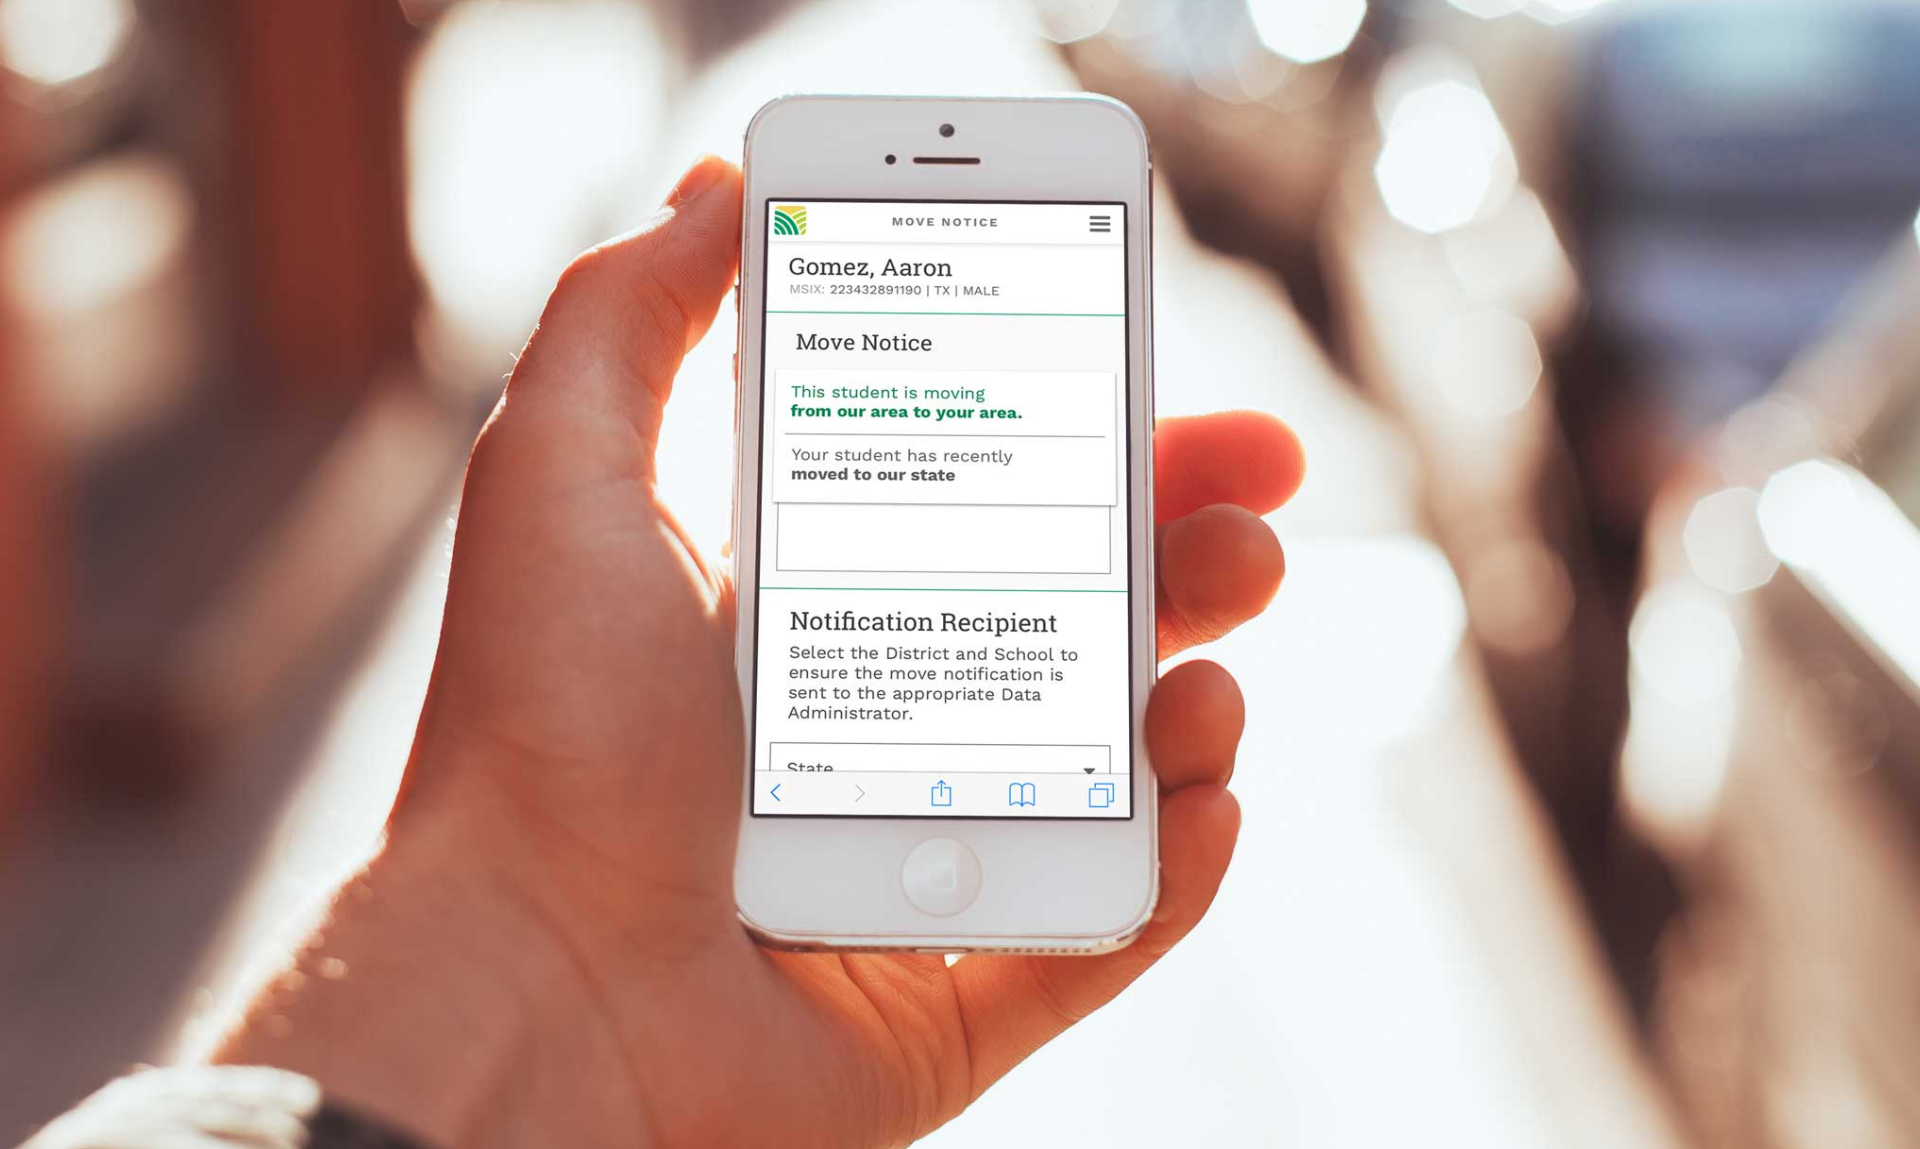 MOVE NOTICE
Gomez, Aaron
MSIX: 223432891190 | TX | MALE
Move Notice
This student is moving
from our area to your area.
Your student has recently
moved to our state
Notification Recipient
Select the District and School to
ensure the move notification is
sent to the appropriate Data
Administrator.
State